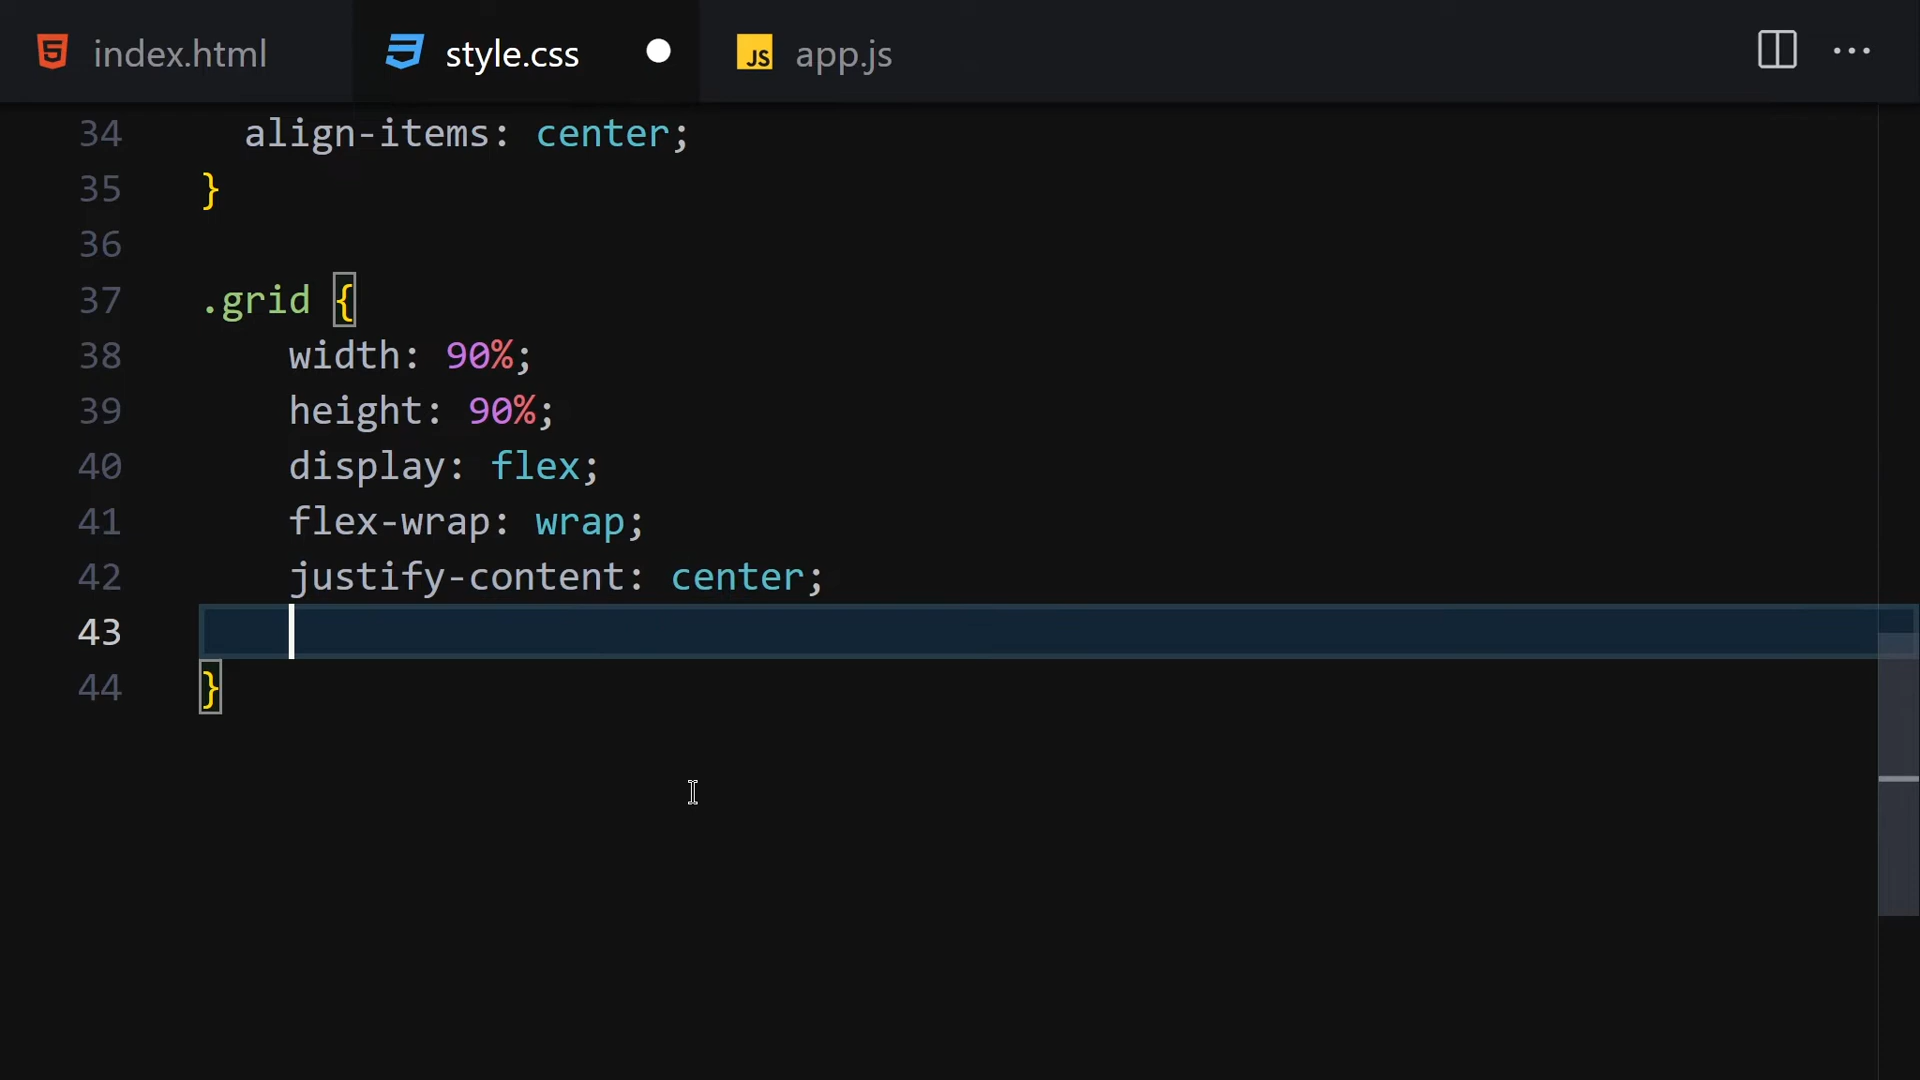 index.html style.css app.js
34 align-items: center;
35 }
36
37 .grid {
38 width: 90%;
39 height: 90%;
40 display: flex;
41 flex-wrap: wrap;
42 justify-content: center;
43
44 }